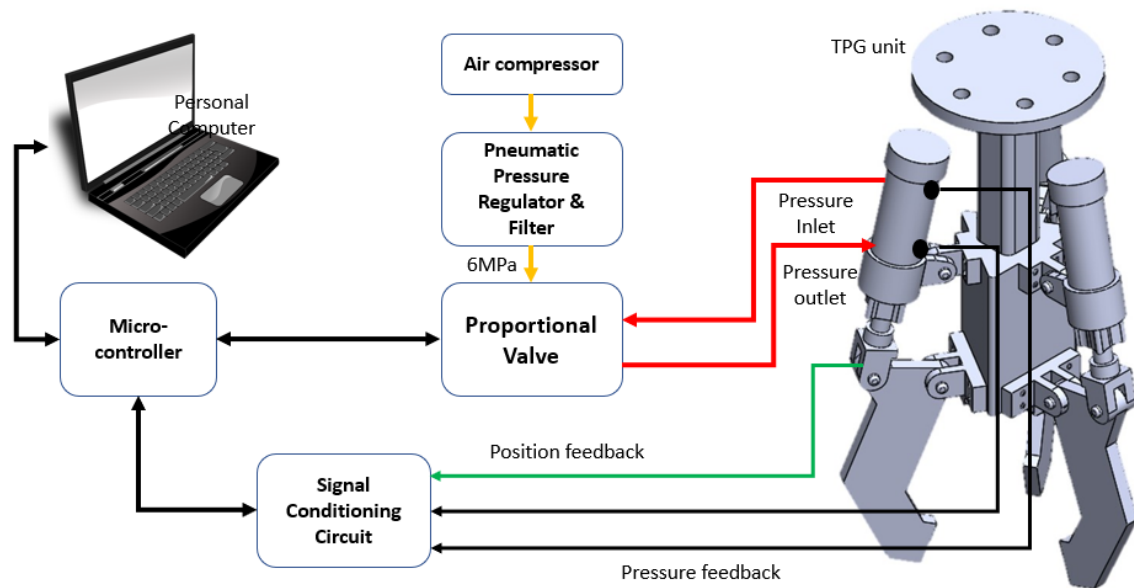 TPG unit
Air compressor
Personal
Computer
Pneumatic
Pressure
Regulator &
Filter
Pressure
Inlet
6MPa
Pressure
outlet
Micro-
controller
Proportional
Valve
Position feedback
Signal
Conditioning
Circuit
Pressure feedback